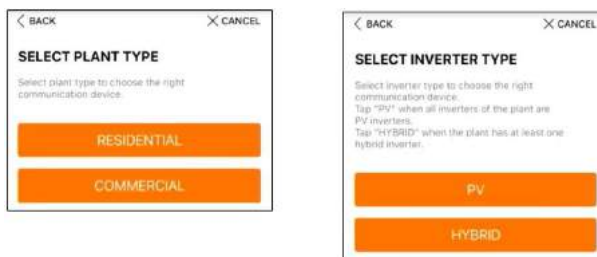 < BACK
X CANCEL
SELECT PLANT TYPE
Select plant type to choose the right
communication device.
RESIDENTIAL
COMMERCIAL
< BACK
X CANCEL
SELECT INVERTER TYPE
Select inverter type to choose the right
communication device.
Tap "PV" when all inverters of the plant are
PV inverters.
Tap "HYBRID" when the plant has at least one
hybrid inverter.
PV
HYBRID